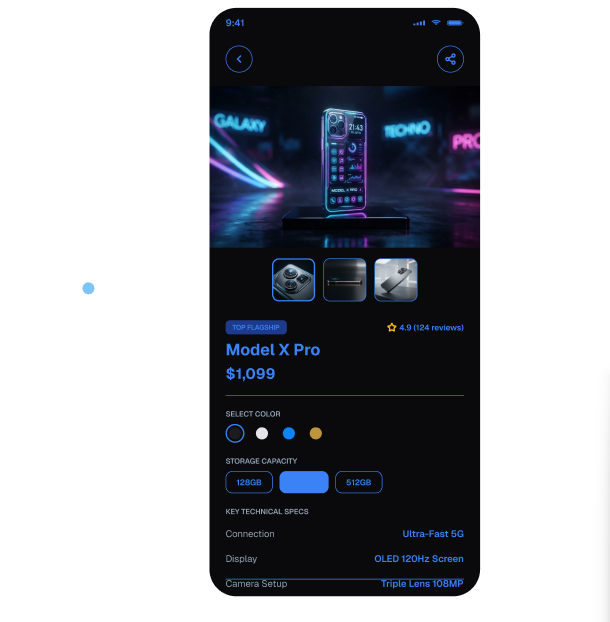 9:41
GALAXY
TECHNO
PRO
21:43
MODEL X PRO
TOP FLAGSHIP
4.9 (124 reviews)
Model X Pro
$1,099
SELECT COLOR
STORAGE CAPACITY
128GB
512GB
KEY TECHNICAL SPECS
Connection Ultra-Fast 5G
Display OLED 120Hz Screen
Camera Setup Triple Lens 108MP